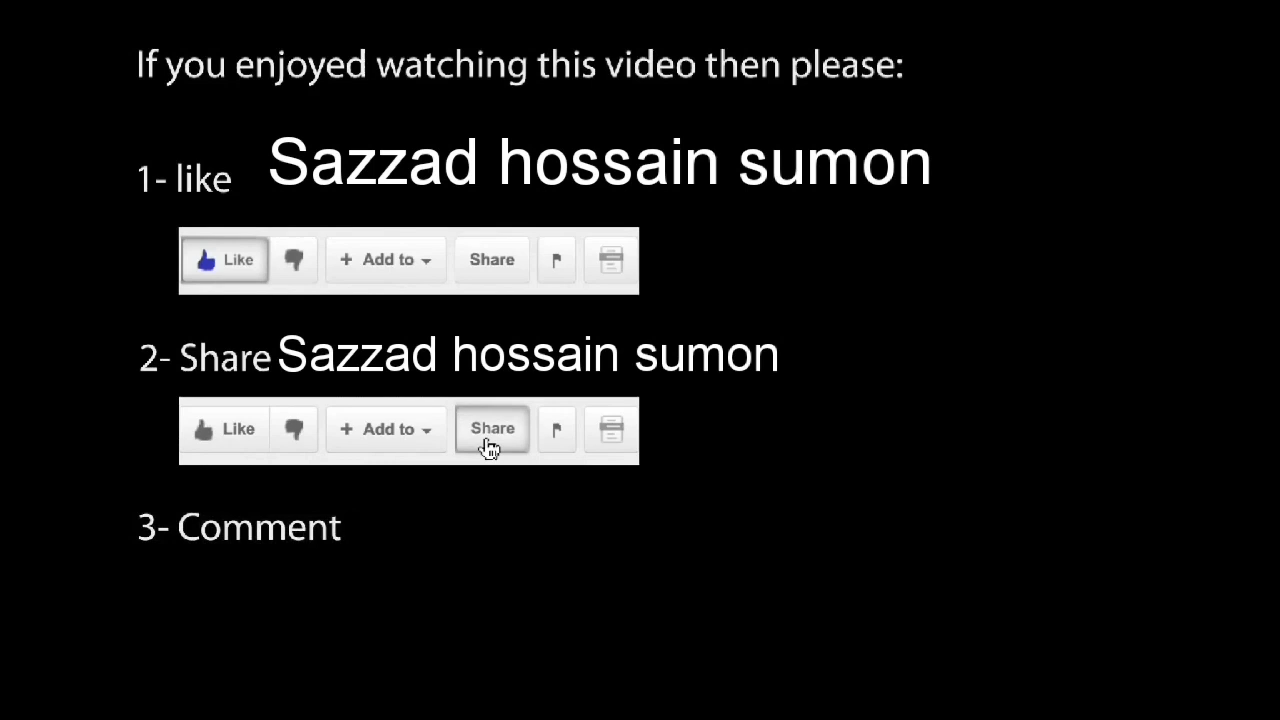 If you enjoyed watching this video then please:
1- like Sazzad hossain sumon
Like + Add to Share
2- Share Sazzad hossain sumon
Like + Add to Share
3- Comment